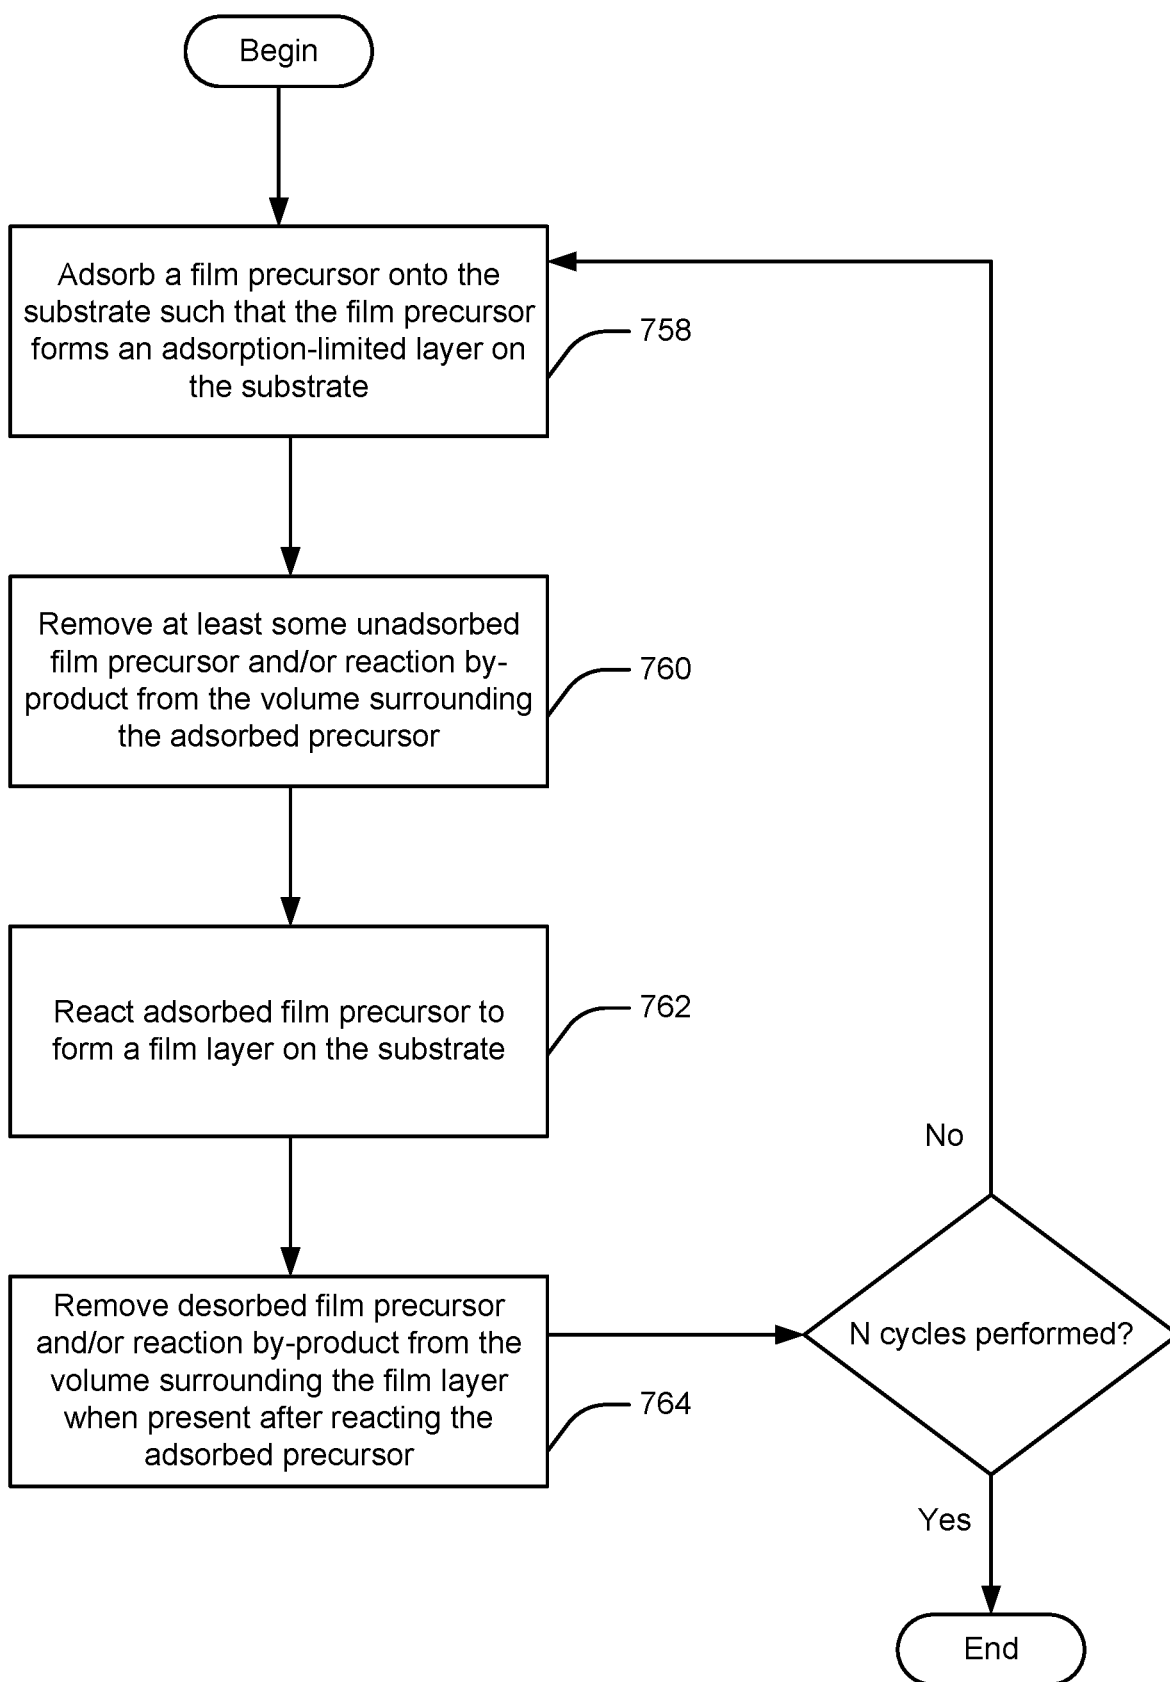 Begin
Adsorb a film precursor onto the
substrate such that the film precursor
forms an adsorption-limited layer on
the substrate
758
Remove at least some unadsorbed
film precursor and/or reaction by-
product from the volume surrounding
the adsorbed precursor
760
React adsorbed film precursor to
form a film layer on the substrate
762
Remove desorbed film precursor
and/or reaction by-product from the
volume surrounding the film layer
when present after reacting the
adsorbed precursor
764
No
N cycles performed?
Yes
End